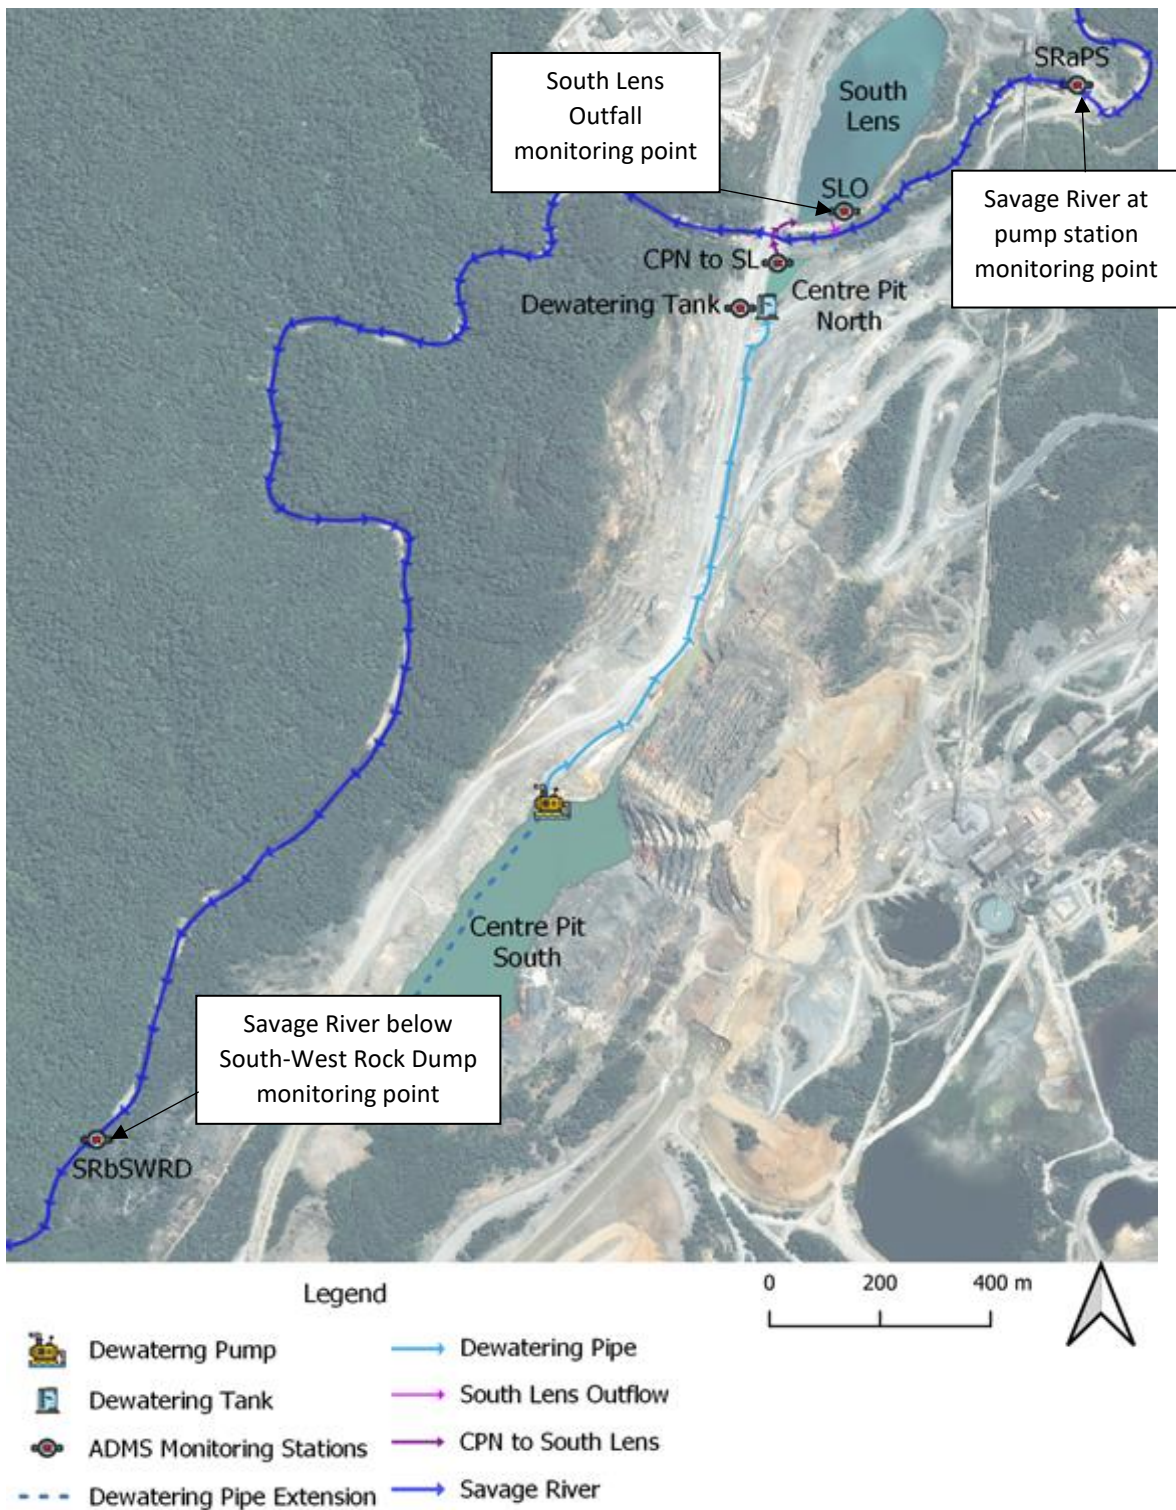 South Lens
Outfall
monitoring point
SRaPS
South
Lens
SLO
Savage River at
pump station
monitoring point
CPN to SL
Dewatering Tank
Centre Pit
North
Centre Pit
South
Savage River below
South-West Rock Dump
monitoring point
SRbSWRD
0 200 400 m
Legend
Dewaterng Pump
Dewatering Pipe
Dewatering Tank
South Lens Outflow
ADMS Monitoring Stations
CPN to South Lens
Dewatering Pipe Extension
Savage River